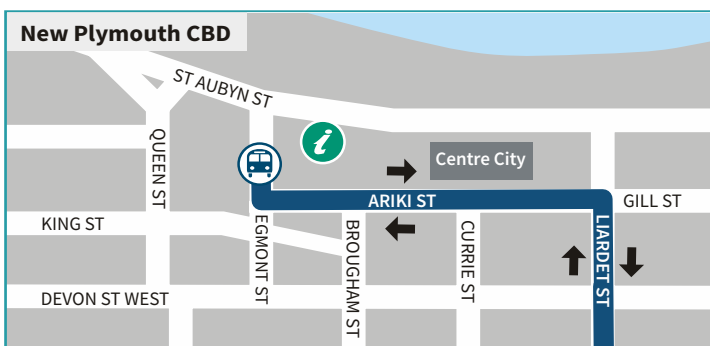 New Plymouth CBD
ST AUBYN ST
QUEEN ST
i
Centre City
ARIKI ST
GILL ST
KING ST
EGMONT ST
BROUGHAM ST
CURRIE ST
LIARDET ST
DEVON ST WEST